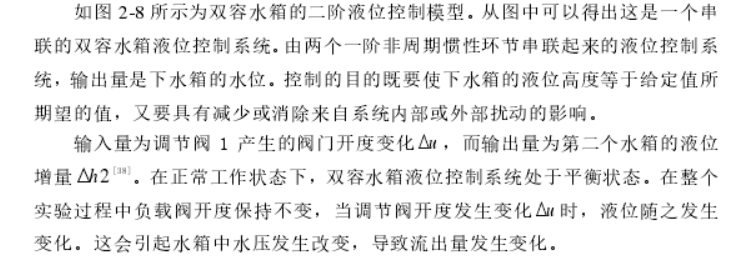 如图 2-8 所示为双容水箱的二阶液位控制模型。从图中可以得出这是一个串
联的双容水箱液位控制系统。由两个一阶非周期惯性环节串联起来的液位控制系
统，输出量是下水箱的水位。控制的目的既要使下水箱的液位高度等于给定值所
期望的值，又要具有减少或消除来自系统内部或外部扰动的影响。
输入量为调节阀 1 产生的阀门开度变化 Δu ，而输出量为第二个水箱的液位
增量 Δh2 [38]。在正常工作状态下，双容水箱液位控制系统处于平衡状态。在整个
实验过程中负载阀开度保持不变，当调节阀开度发生变化 Δu 时，液位随之发生
变化。这会引起水箱中水压发生改变，导致流出量发生变化。